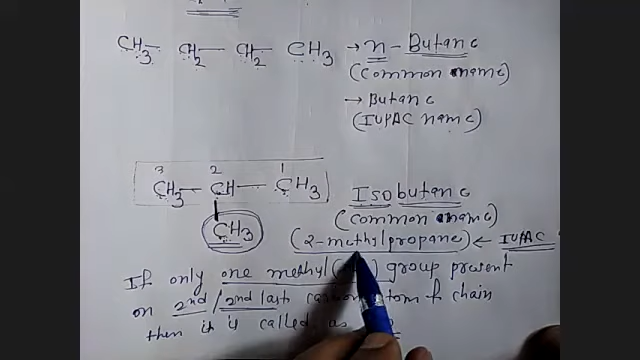 CH3 — CH2 — CH2 — CH3 → n - Butane
(Common name)
→ Butane
(IUPAC name)
3 2 1
CH3 — CH — CH3
CH3
Isobutane
(Common name)
(2-methylpropane) ← IUPAC
If only one methyl ( group present
on 2nd / 2nd last carbon atom of chain
then it is called as